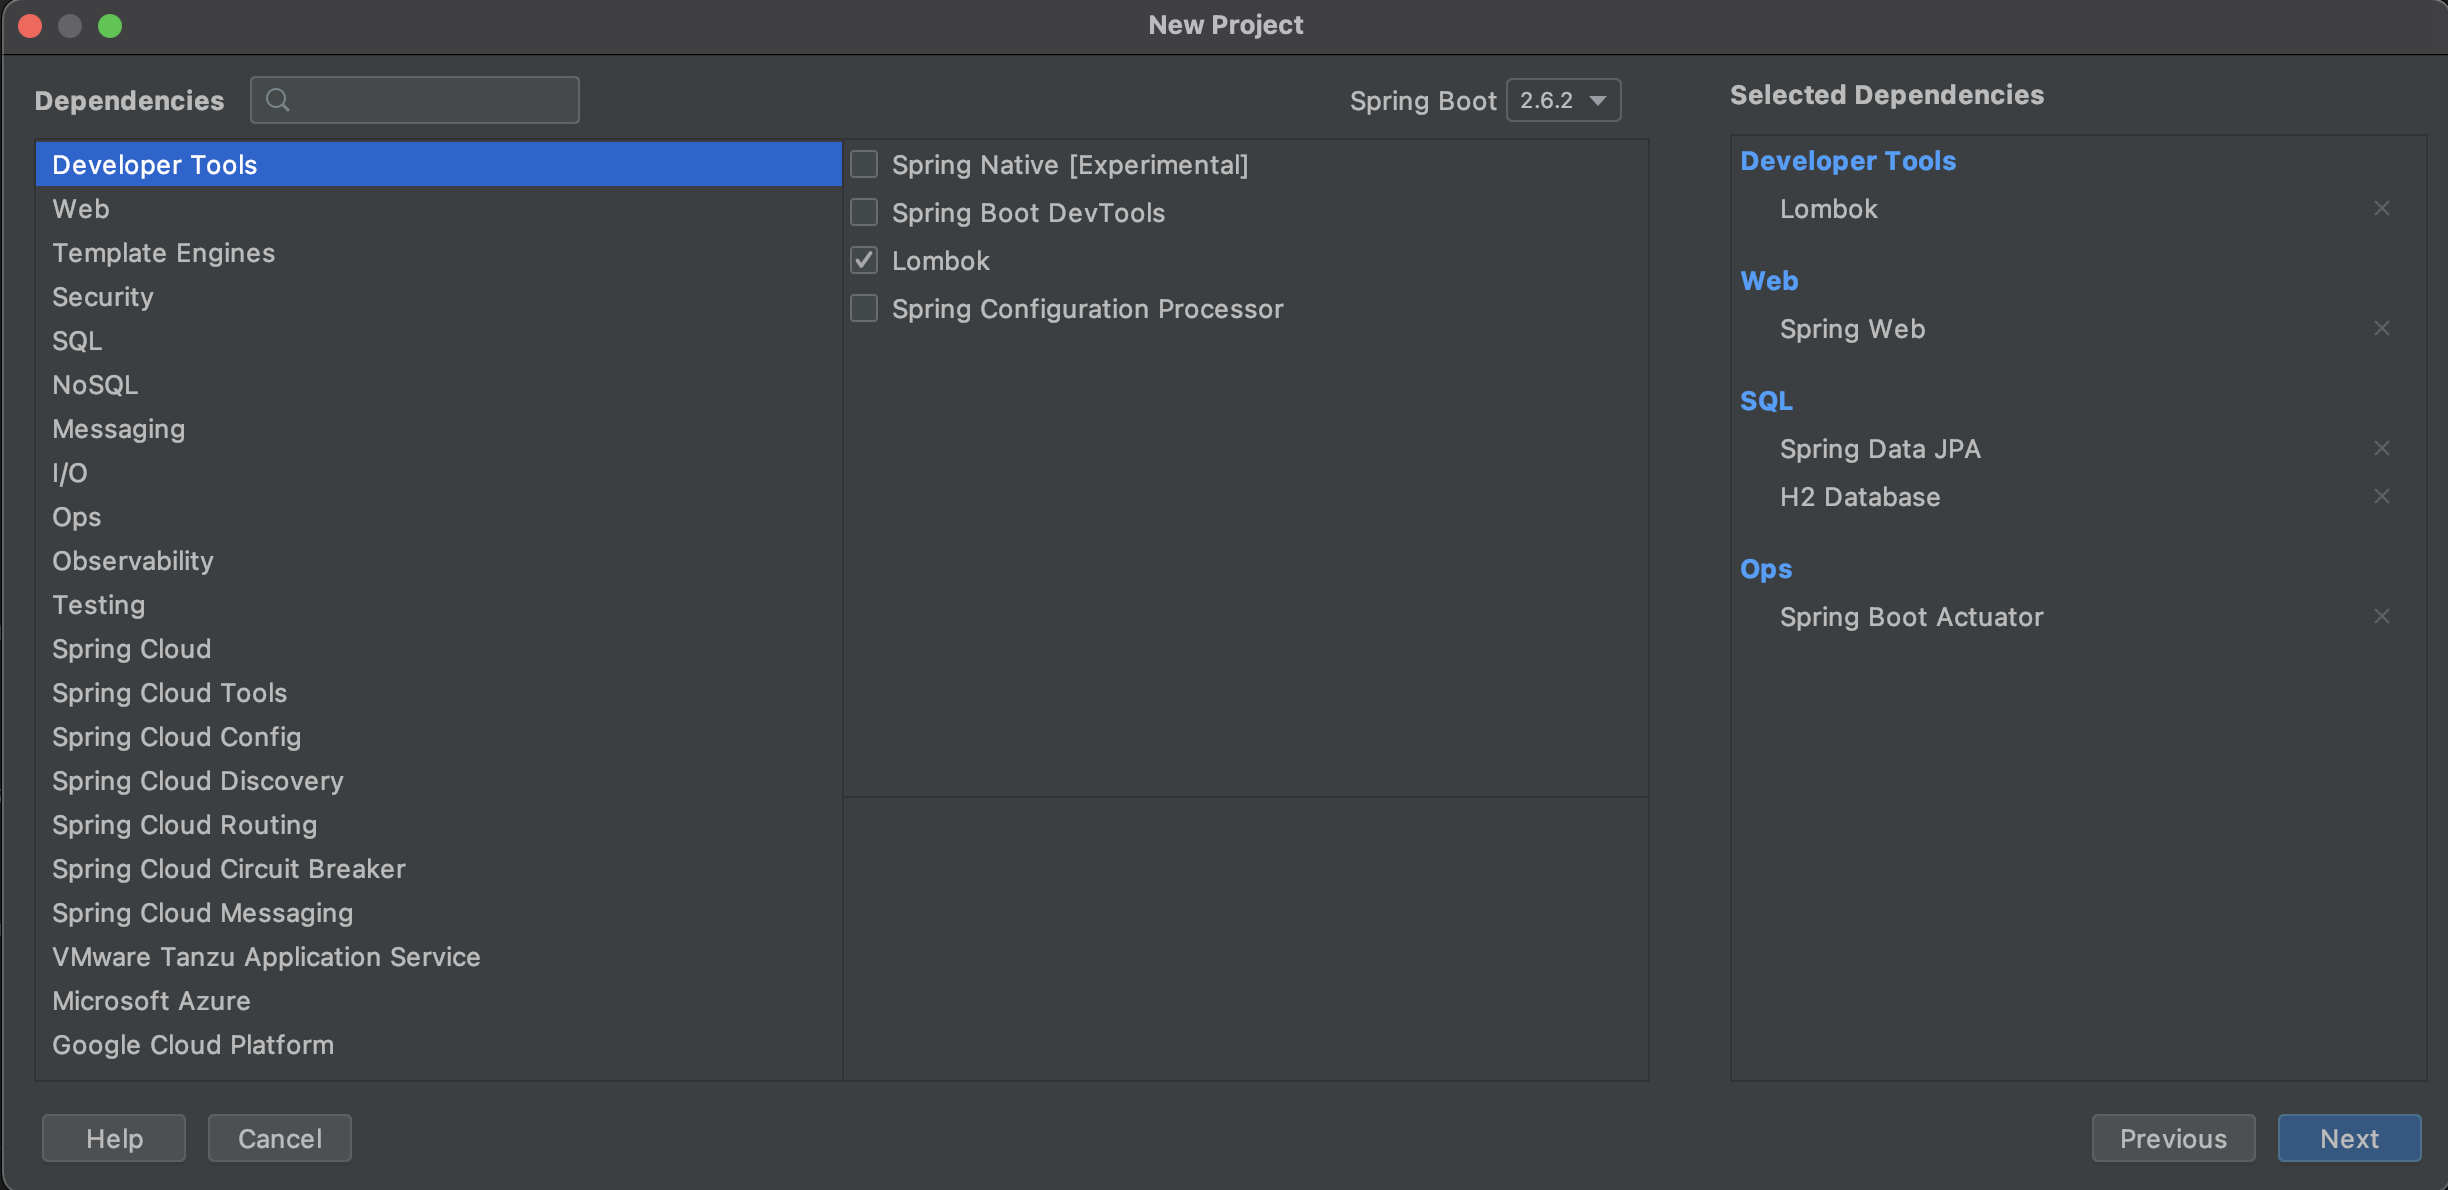 New Project
Dependencies
Spring Boot 2.6.2
Developer Tools
Web
Template Engines
Security
SQL
NoSQL
Messaging
I/O
Ops
Observability
Testing
Spring Cloud
Spring Cloud Tools
Spring Cloud Config
Spring Cloud Discovery
Spring Cloud Routing
Spring Cloud Circuit Breaker
Spring Cloud Messaging
VMware Tanzu Application Service
Microsoft Azure
Google Cloud Platform
Spring Native [Experimental]
Spring Boot DevTools
Lombok
Spring Configuration Processor
Selected Dependencies
Developer Tools
Lombok
Web
Spring Web
SQL
Spring Data JPA
H2 Database
Ops
Spring Boot Actuator
Help
Cancel
Previous
Next